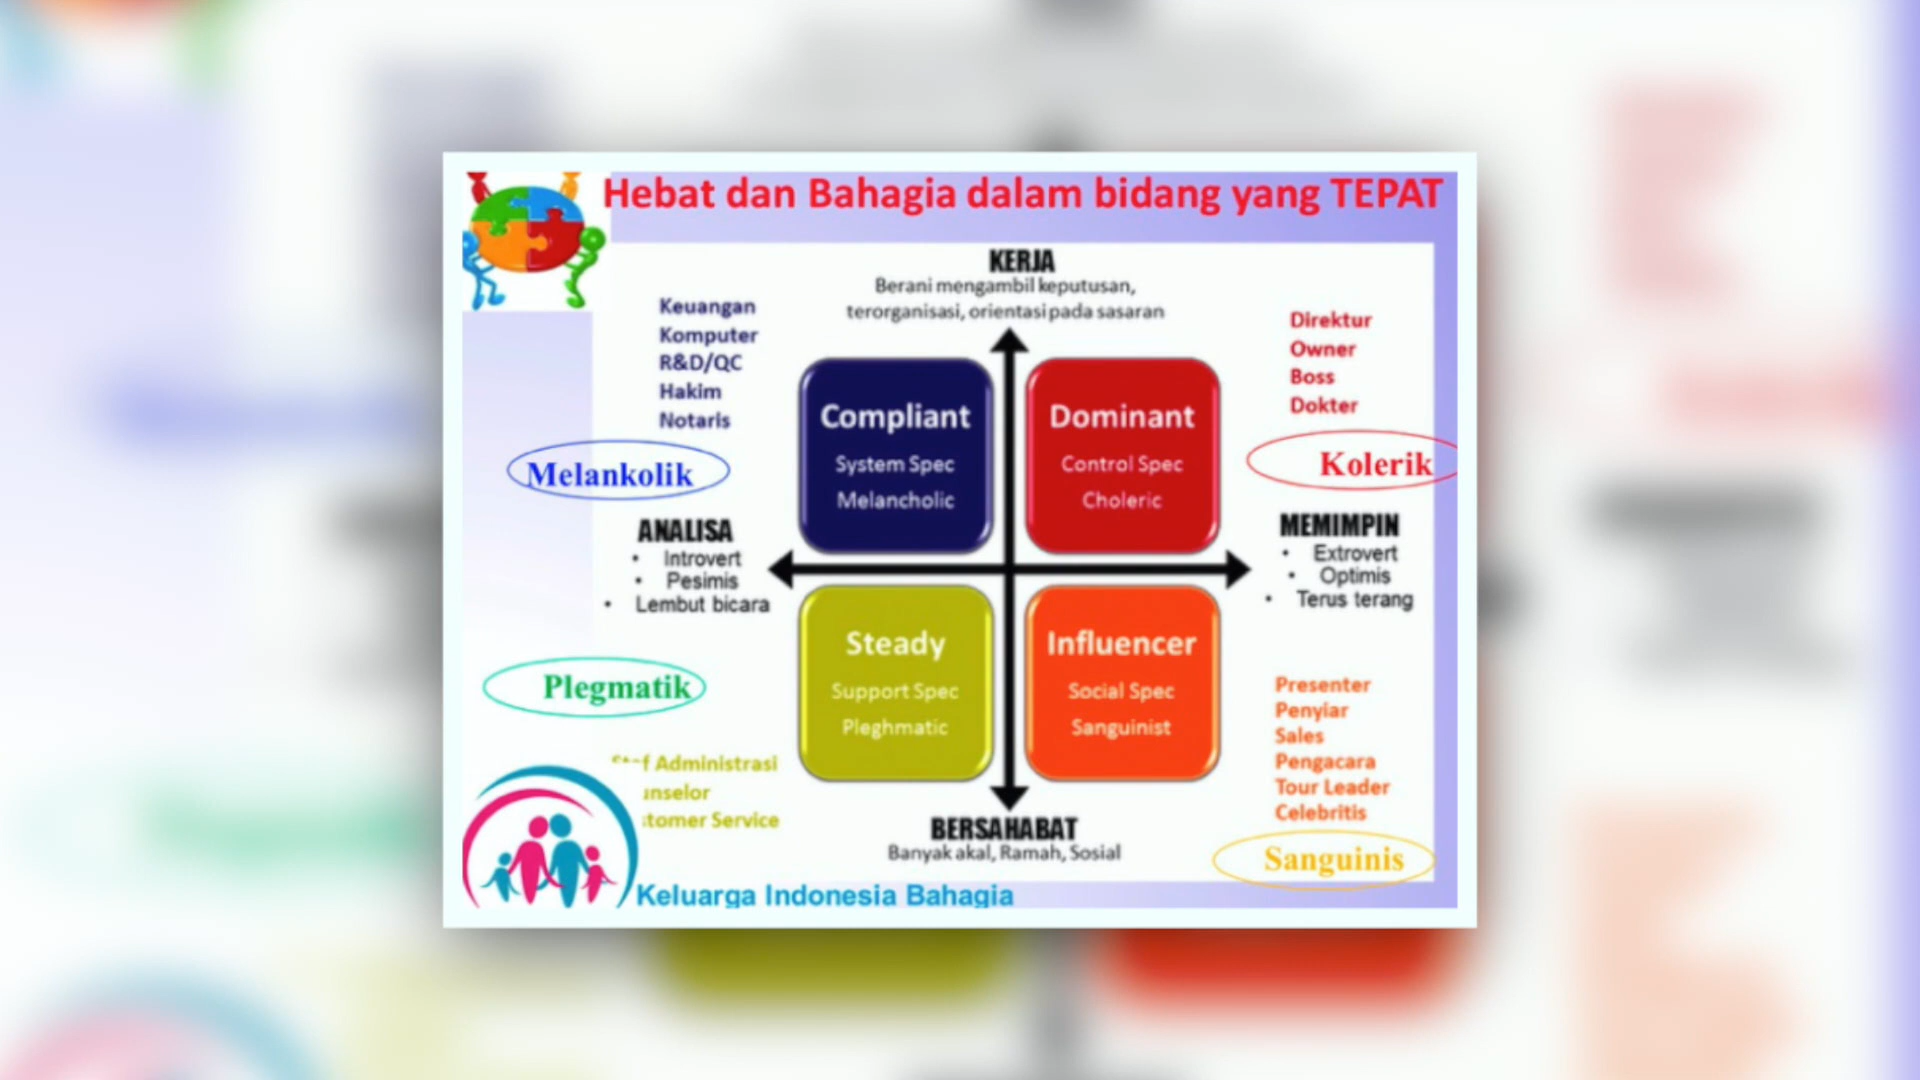 Hebat dan Bahagia dalam bidang yang TEPAT
KERJA
Berani mengambil keputusan,
terorganisasi, orientasi pada sasaran
Keuangan
Komputer
R&D/QC
Hakim
Notaris
Melankolik
Compliant
System Spec
Melancholic
Dominant
Control Spec
Choleric
Direktur
Owner
Boss
Dokter
Kolerik
ANALISA
• Introvert
• Pesimis
• Lembut bicara
MEMIMPIN
• Extrovert
• Optimis
• Terus terang
Plegmatik
Steady
Support Spec
Pleghmatic
Influencer
Social Spec
Sanguinist
Administrasi
Service
Presenter
Penyiar
Sales
Pengacara
Tour Leader
Celebritis
Sanguinis
BERSAHABAT
Banyak akal, Ramah, Sosial
Keluarga Indonesia Bahagia